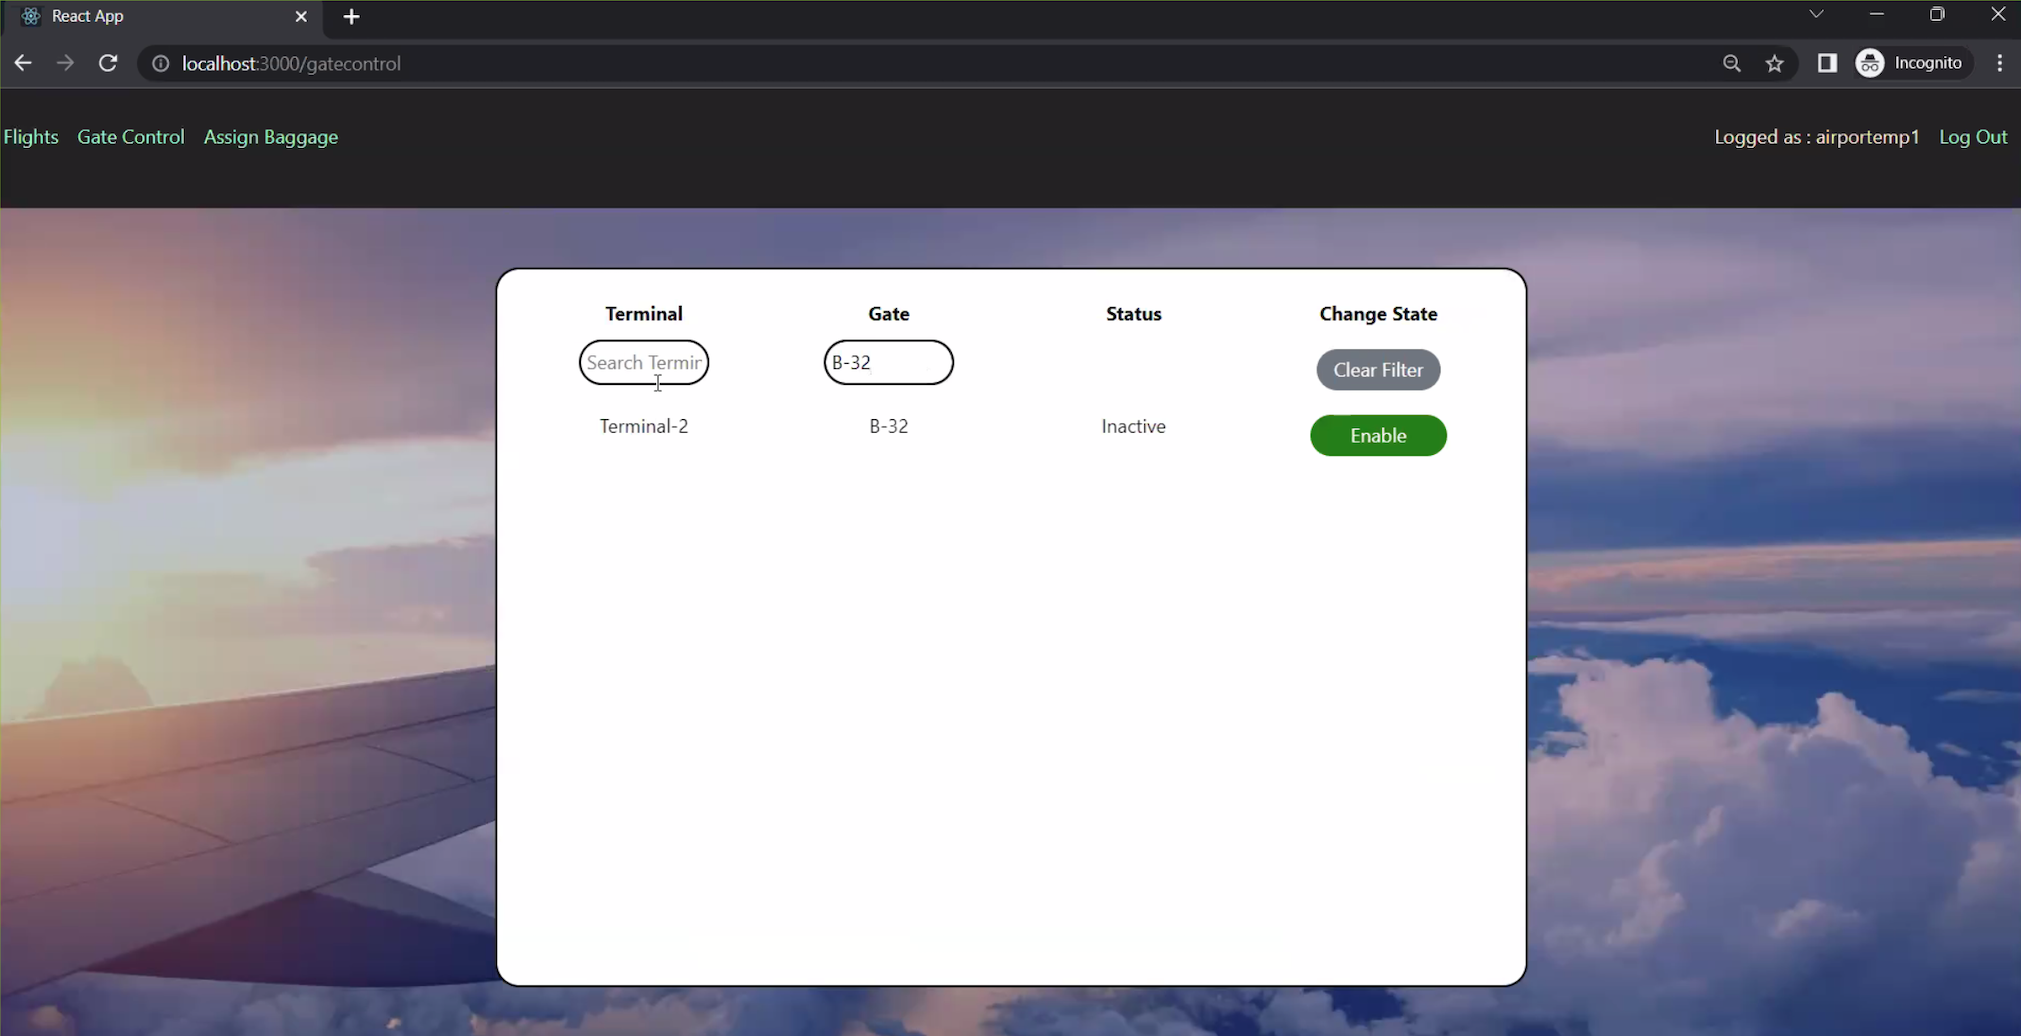 React App
localhost:3000/gatecontrol
Incognito
Flights Gate Control Assign Baggage
Logged as : airportemp1 Log Out
Terminal Gate Status Change State
Search Termir B-32 Clear Filter
Terminal-2 B-32 Inactive Enable